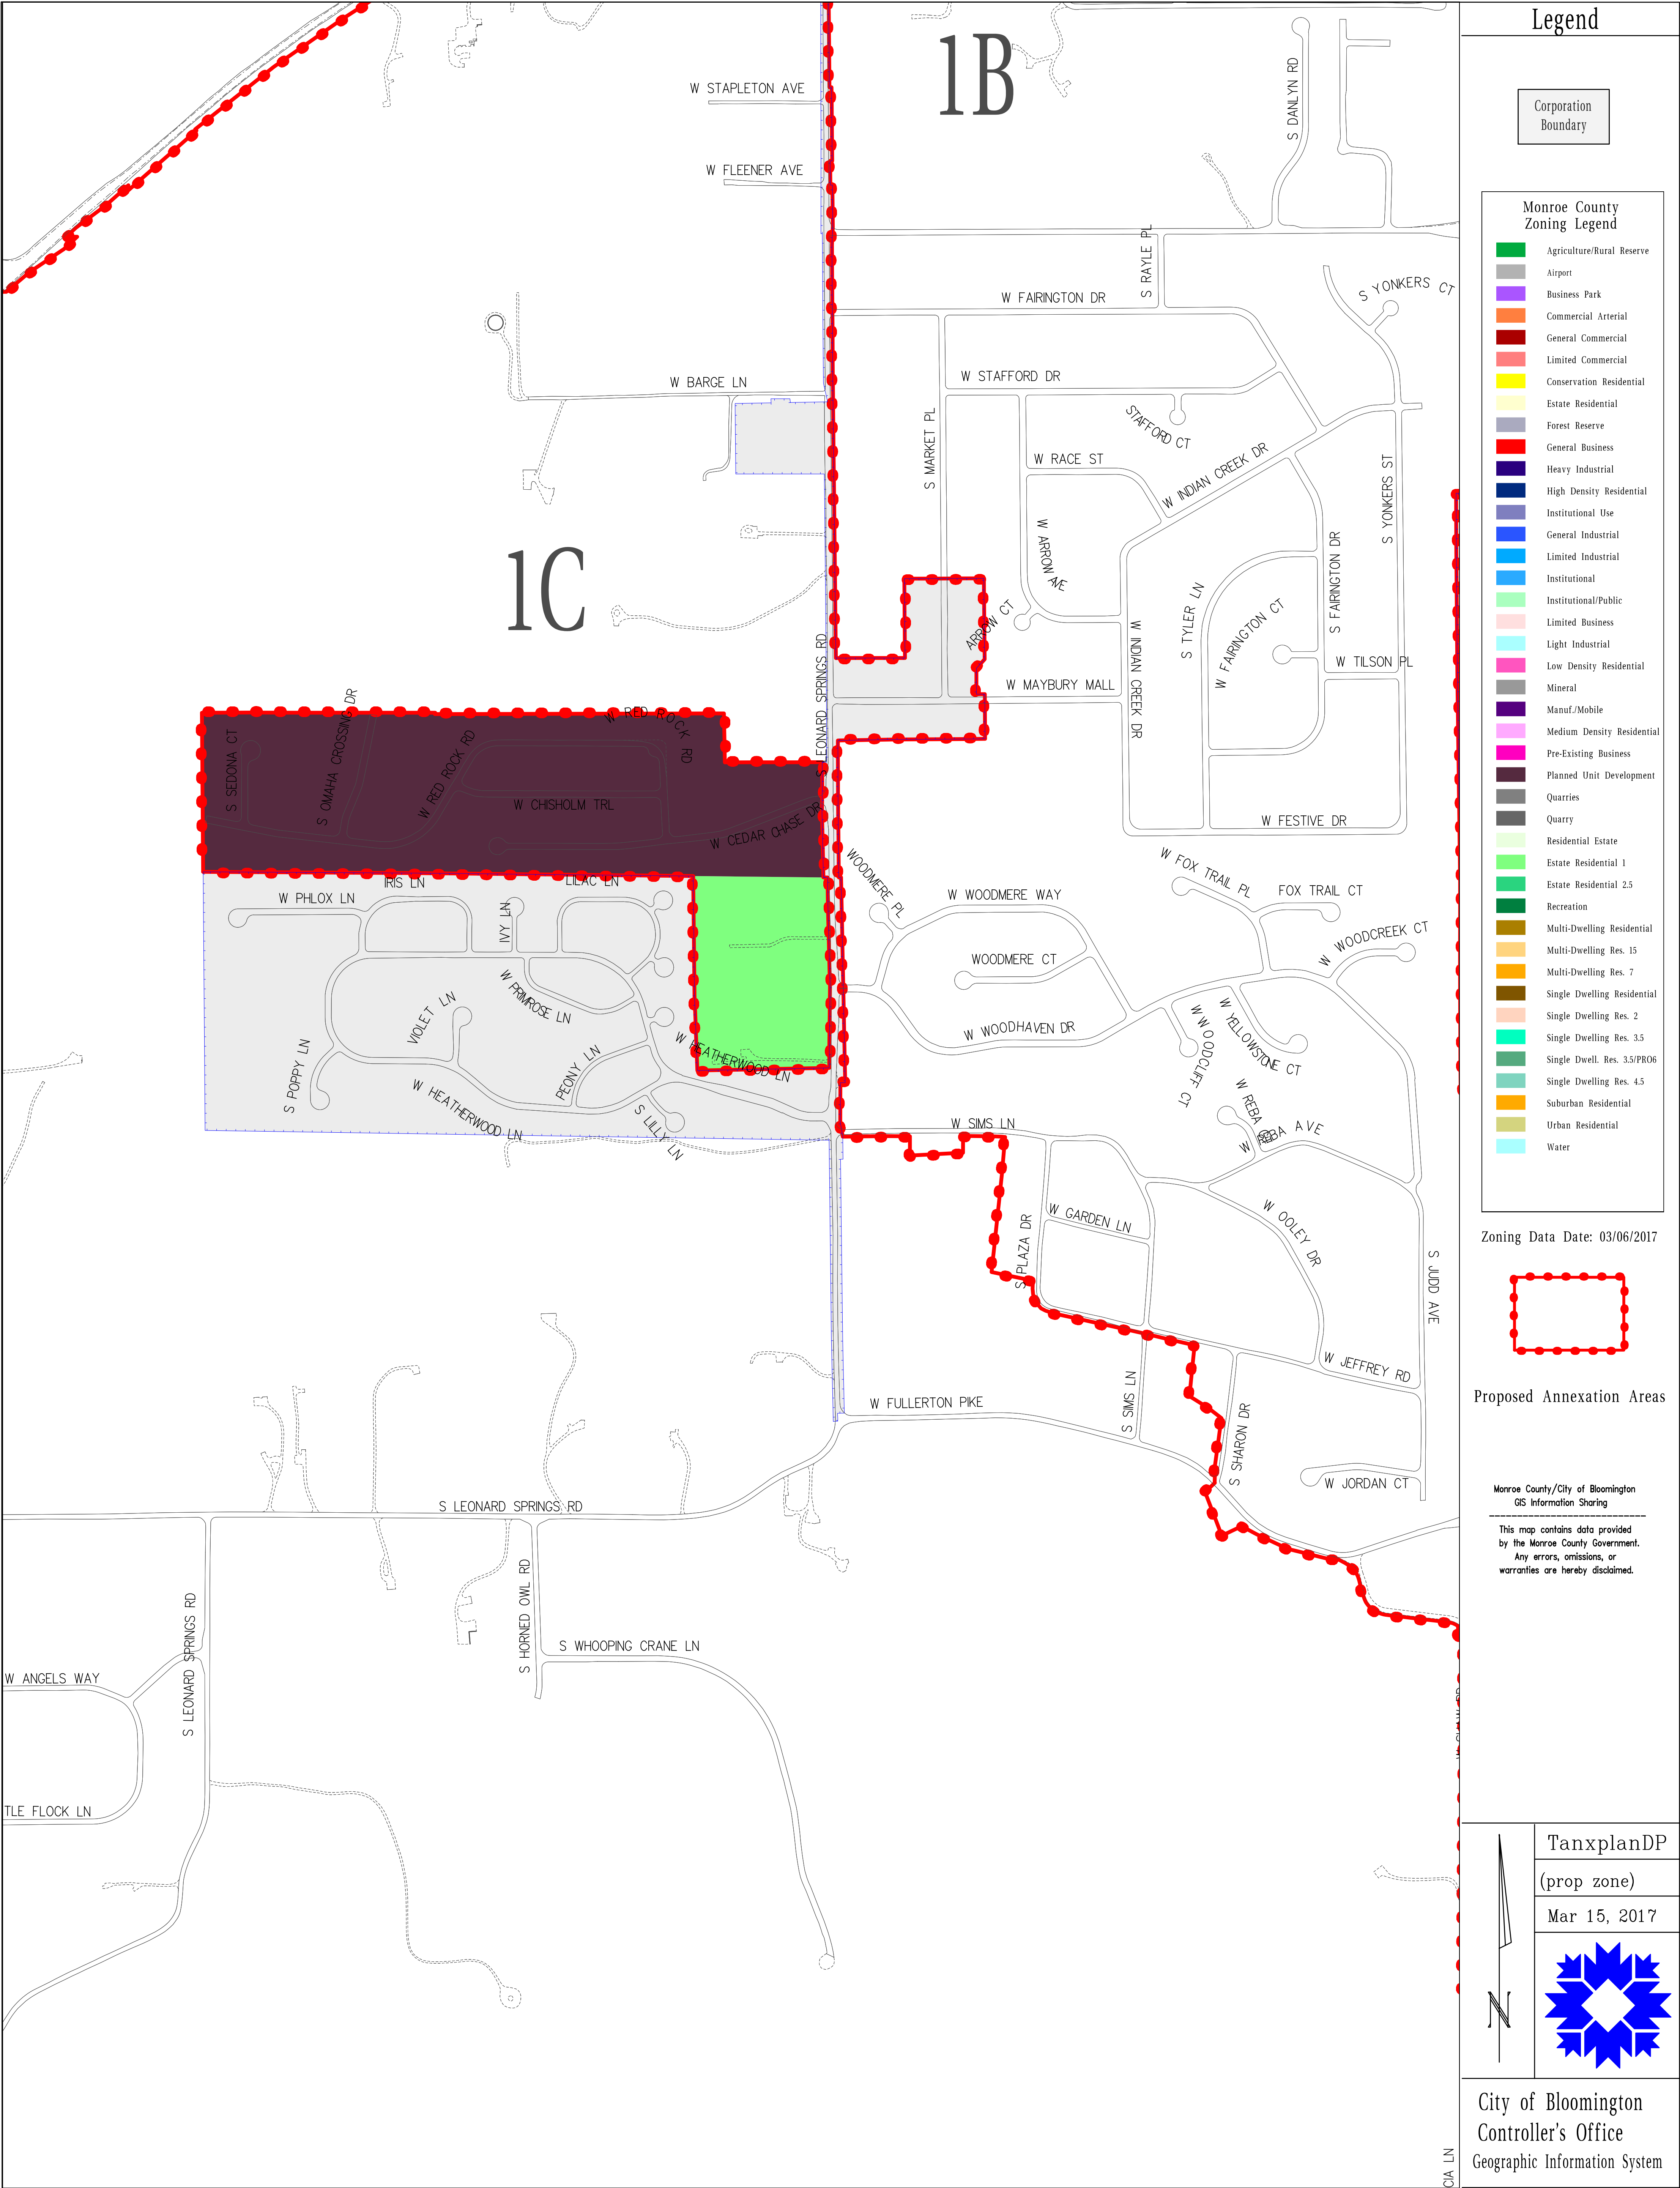 1B
1C
W STAPLETON AVE
W FLEENER AVE
S DANLYN RD
S RAYLE PL
W FAIRINGTON DR
S YONKERS CT
W BARGE LN
W STAFFORD DR
STAFFORD CT
S MARKET PL
W RACE ST
W INDIAN CREEK DR
S YONKERS ST
W ARROW AVE
S FAIRINGTON DR
S TYLER LN
W FAIRINGTON CT
ARROW CT
W INDIAN CREEK DR
W TILSON PL
W MAYBURY MALL
S LEONARD SPRINGS RD
W RED ROCK RD
S SEDONA CT
S OMAHA CROSSING DR
W RED ROCK RD
W CHISHOLM TRL
W CEDAR CHASE DR
W FESTIVE DR
IRIS LN
LILAC LN
W PHLOX LN
IVY LN
WOODMERE PL
W WOODMERE WAY
W FOX TRAIL PL
FOX TRAIL CT
W WOODCREEK CT
WOODMERE CT
W PRIMROSE LN
VIOLET LN
W WOODHAVEN DR
W WOODCLIFF CT
W YELLOWSTONE CT
W HEATHERWOOD LN
PEONY LN
S POPPY LN
W HEATHERWOOD LN
S LILLY LN
W SIMS LN
W REBA
W REBA AVE
W GARDEN LN
S PLAZA DR
W OOLEY DR
S JUDD AVE
W JEFFREY RD
W FULLERTON PIKE
S SIMS LN
S SHARON DR
W JORDAN CT
S LEONARD SPRINGS RD
S HORNED OWL RD
S WHOOPING CRANE LN
S LEONARD SPRINGS RD
W ANGELS WAY
TLE FLOCK LN
CIA LN
Legend
Corporation
Boundary
Monroe County
Zoning Legend
Agriculture/Rural Reserve
Airport
Business Park
Commercial Arterial
General Commercial
Limited Commercial
Conservation Residential
Estate Residential
Forest Reserve
General Business
Heavy Industrial
High Density Residential
Institutional Use
General Industrial
Limited Industrial
Institutional
Institutional/Public
Limited Business
Light Industrial
Low Density Residential
Mineral
Manuf./Mobile
Medium Density Residential
Pre-Existing Business
Planned Unit Development
Quarries
Quarry
Residential Estate
Estate Residential 1
Estate Residential 2.5
Recreation
Multi-Dwelling Residential
Multi-Dwelling Res. 15
Multi-Dwelling Res. 7
Single Dwelling Residential
Single Dwelling Res. 2
Single Dwelling Res. 3.5
Single Dwell. Res. 3.5/PRO6
Single Dwelling Res. 4.5
Suburban Residential
Urban Residential
Water
Zoning Data Date: 03/06/2017
Proposed Annexation Areas
Monroe County/City of Bloomington
GIS Information Sharing
This map contains data provided
by the Monroe County Government.
Any errors, omissions, or
warranties are hereby disclaimed.
TanxplanDP
(prop zone)
Mar 15, 2017
N
City of Bloomington
Controller's Office
Geographic Information System